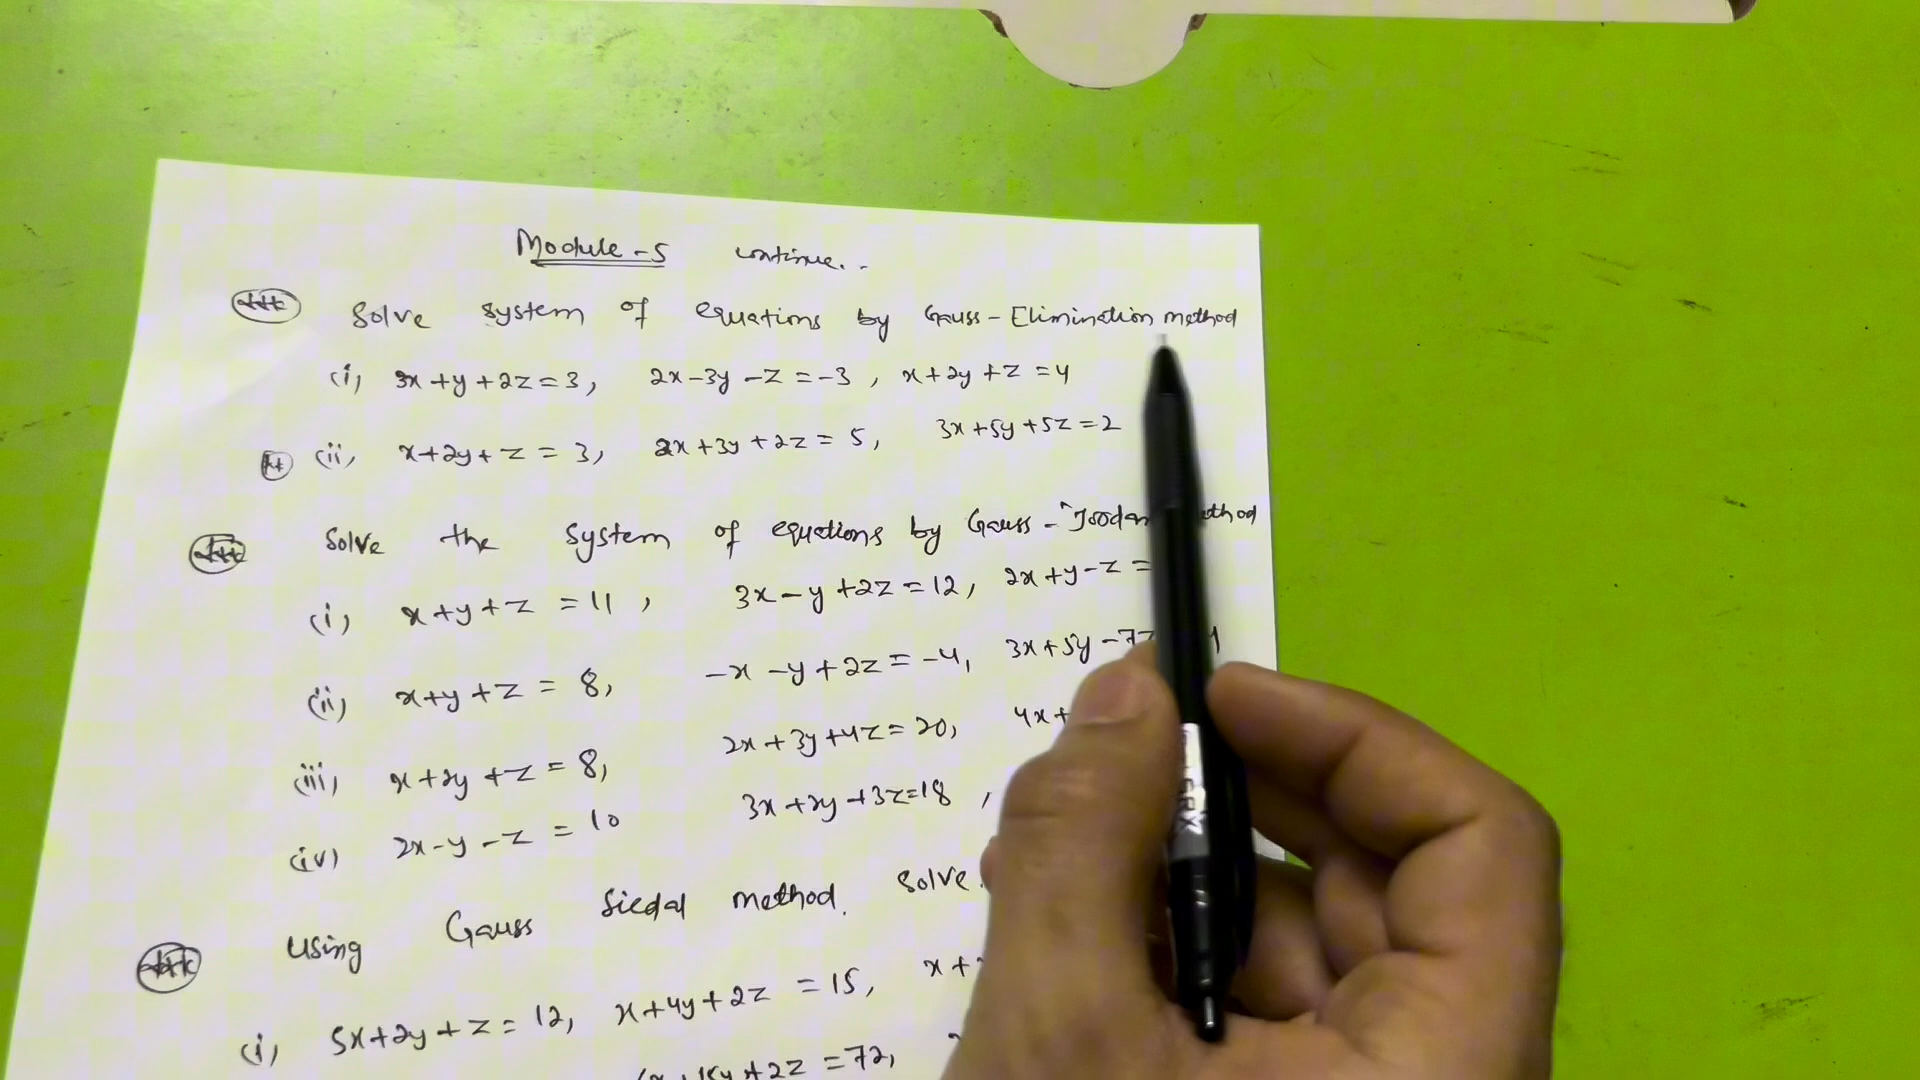 Module-5 continue..
*** Solve system of equations by Gauss-Elimination method
(i) 3x+y+2z=3, 2x-3y-z=-3, x+2y+z=4
** (ii) x+2y+z=3, 2x+3y+2z=5, 3x+5y+5z=2
*** Solve the system of equations by Gauss-Jordan
(i) x+y+z=11, 3x-y+2z=12, 2x+y-z=
(ii) x+y+z=8, -x-y+2z=-4, 3x+5y-7z
(iii) x+2y+z=8, 2x+3y+4z=20, 4x+
(iv) 2x-y-z=10 3x+2y+3z=18,
*** Using Gauss Siedal method. Solve
(i) 5x+2y+z=12, x+4y+2z=15, x+
+2z=72,